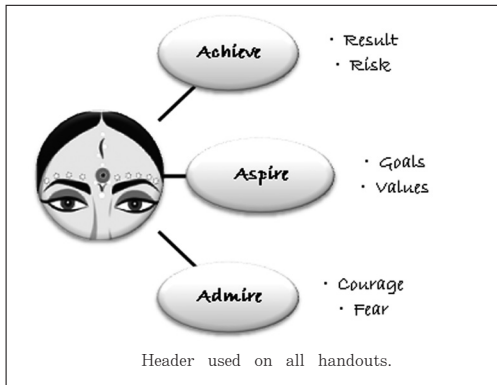 Achieve
· Result
· Risk
Aspire
· Goals
· Values
Admire
· Courage
· Fear
Header used on all handouts.